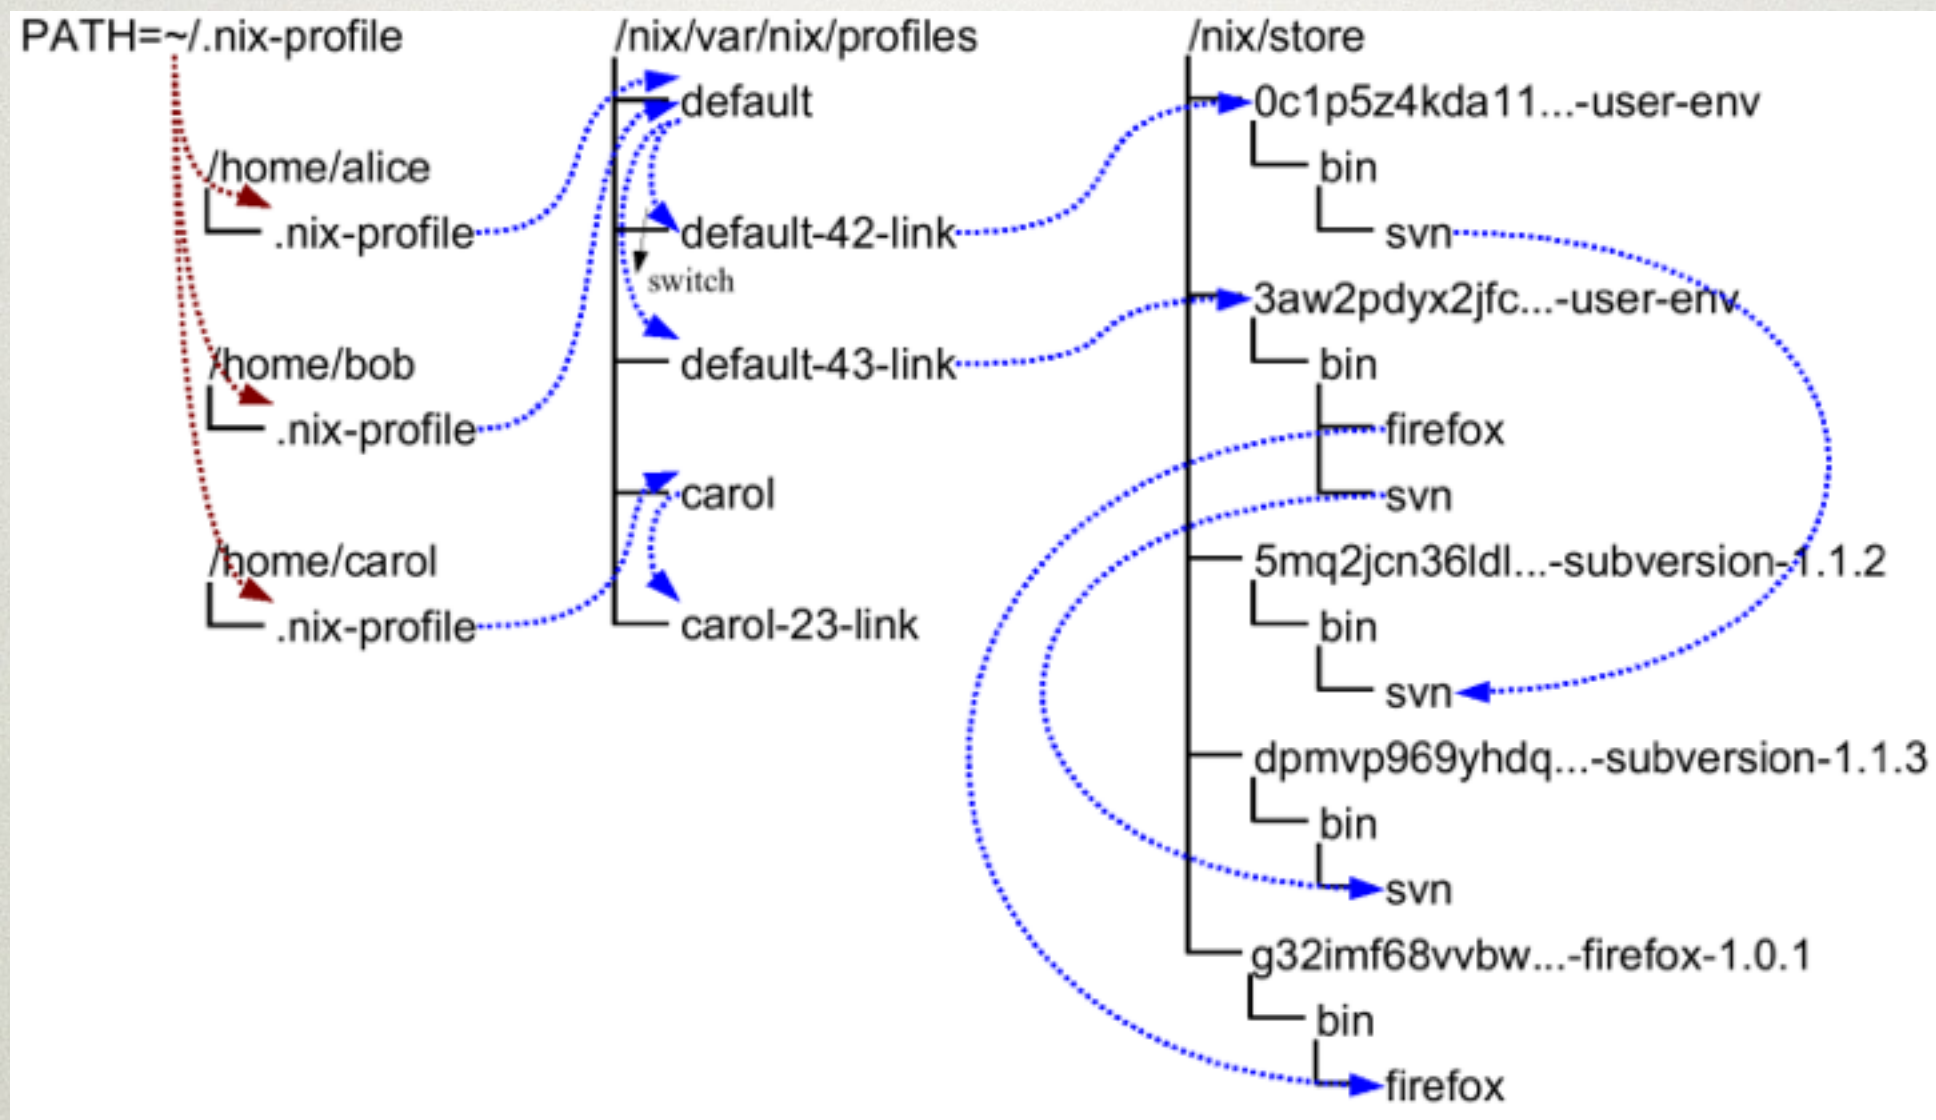 PATH=~/.nix-profile
/home/alice
.nix-profile
/home/bob
.nix-profile
/home/carol
.nix-profile
/nix/var/nix/profiles
default
default-42-link
switch
default-43-link
carol
carol-23-link
/nix/store
0c1p5z4kda11...-user-env
bin
svn
3aw2pdyx2jfc...-user-env
bin
firefox
svn
5mq2jcn36ldl...-subversion-1.1.2
bin
svn
dpmvp969yhdq...-subversion-1.1.3
bin
svn
g32imf68vvbw...-firefox-1.0.1
bin
firefox